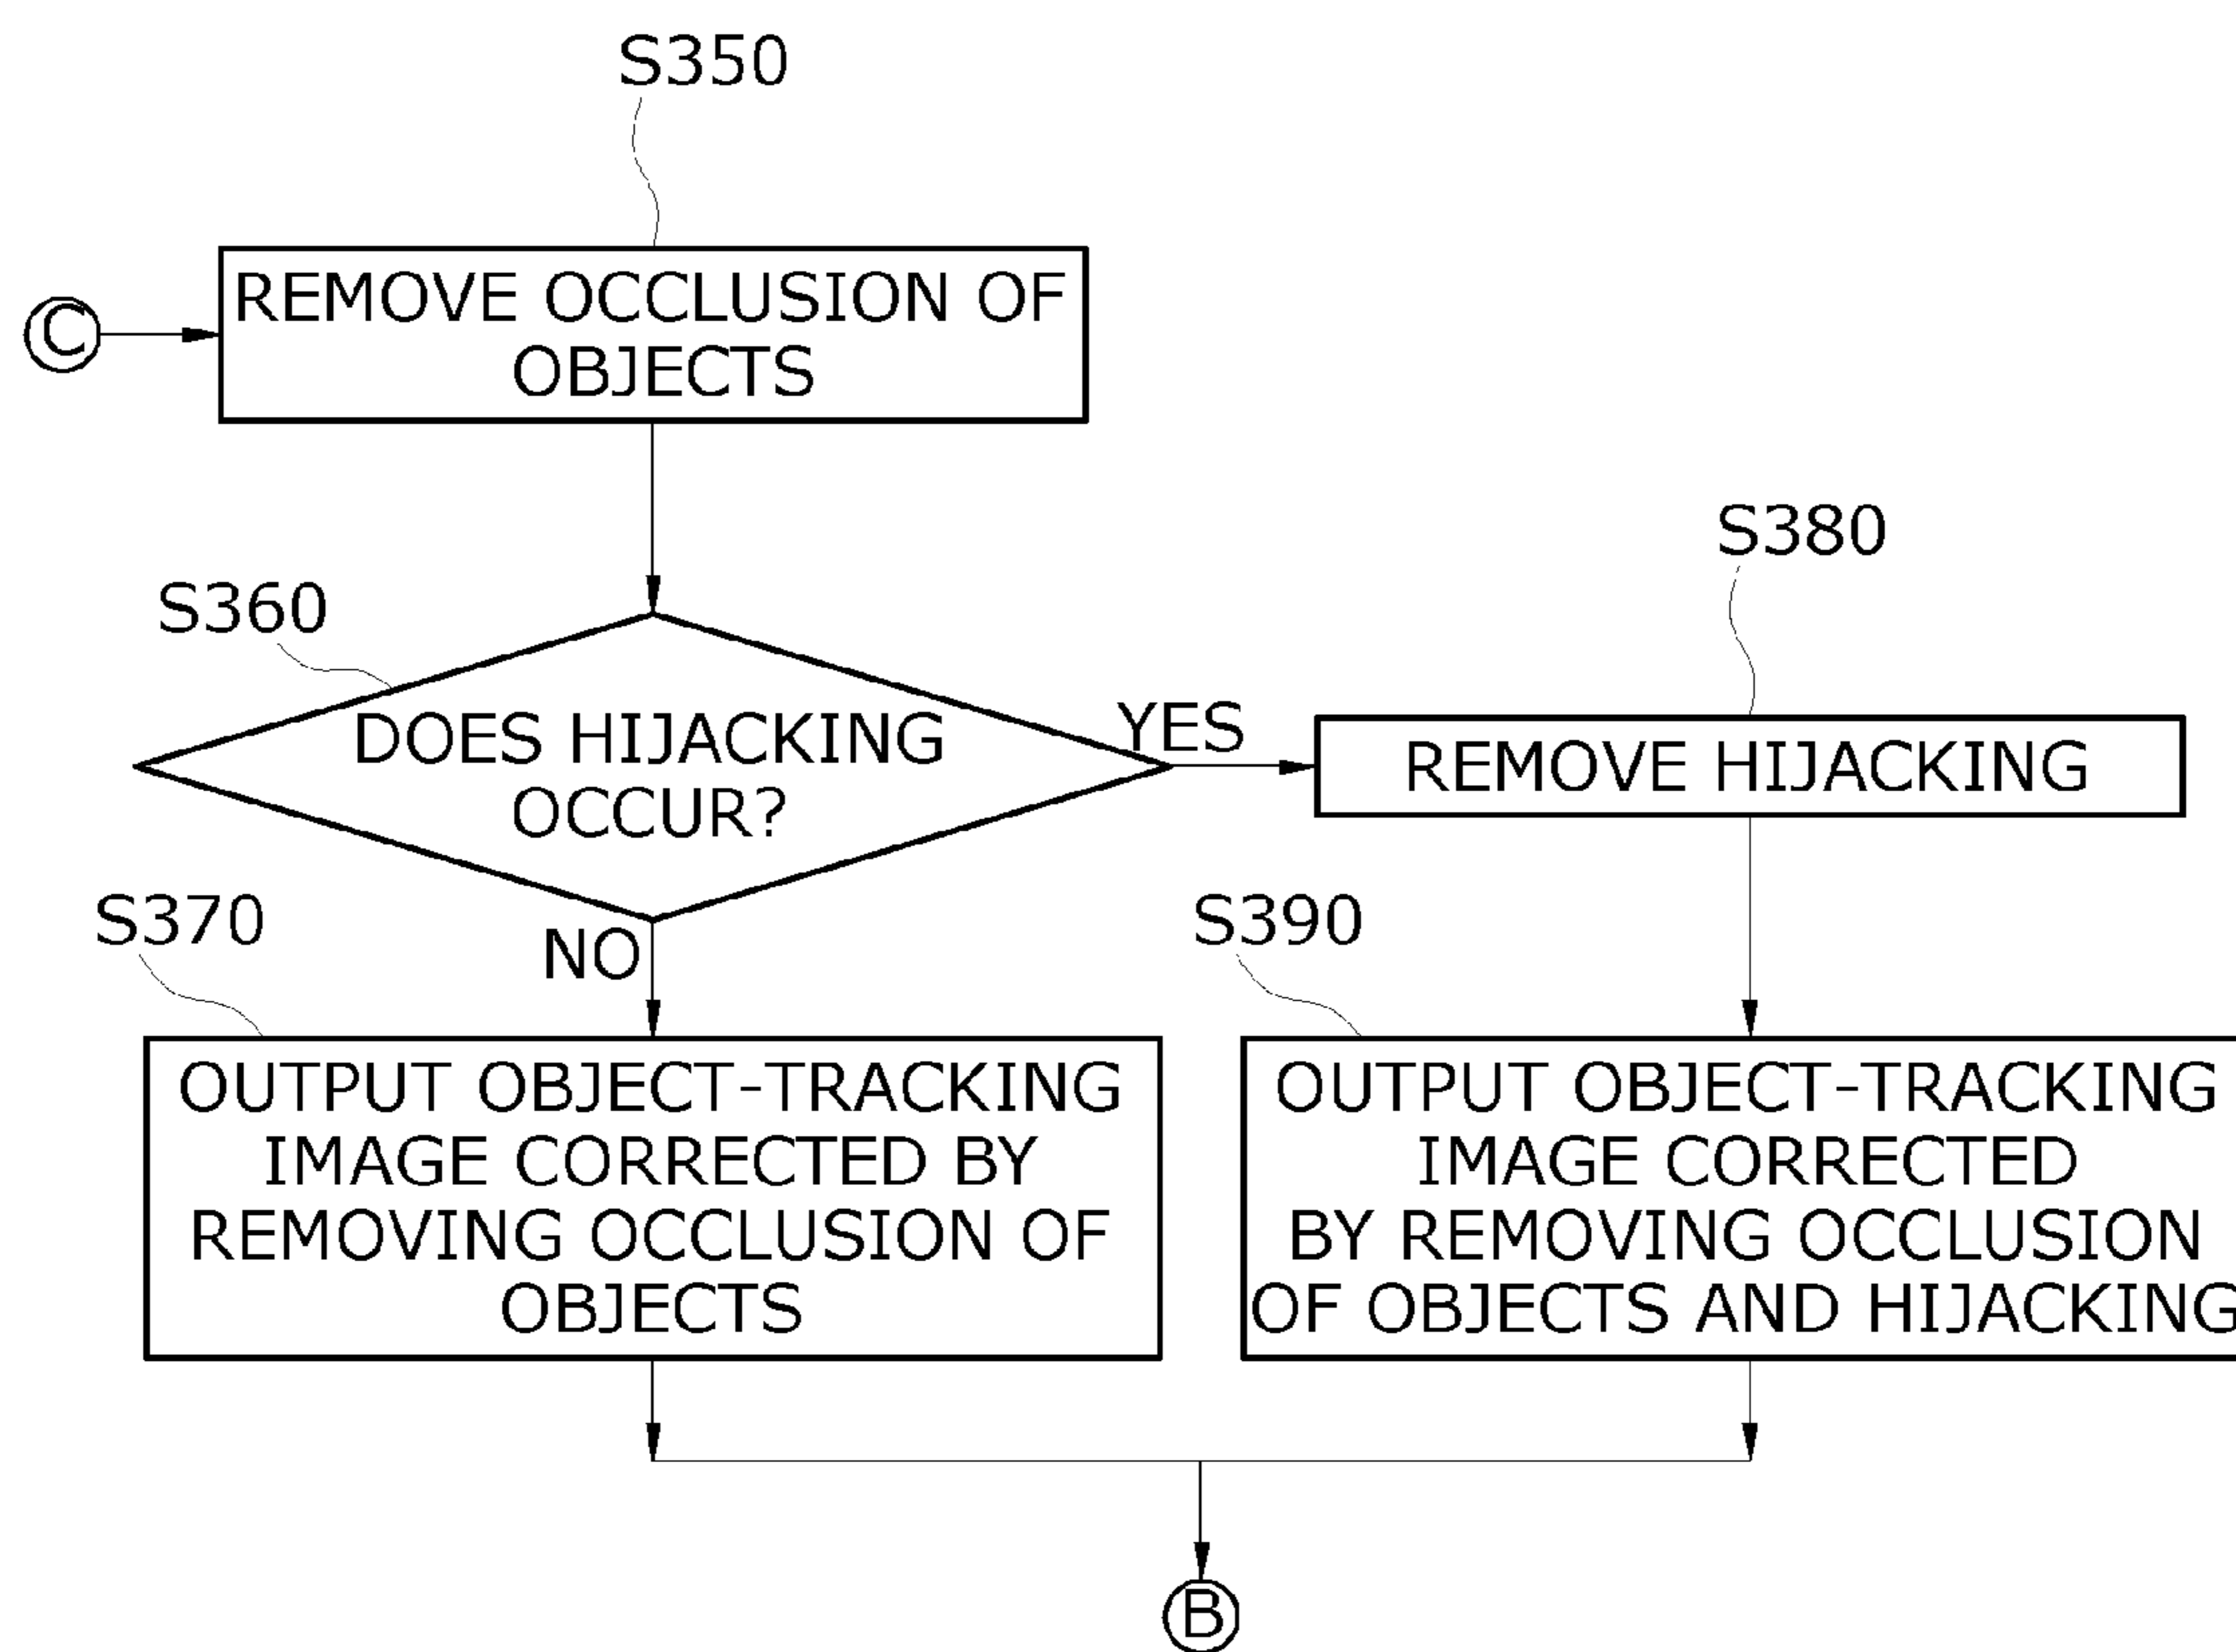 S350
C
REMOVE OCCLUSION OF
OBJECTS
S360
DOES HIJACKING
OCCUR?
YES
S380
REMOVE HIJACKING
NO
S370
OUTPUT OBJECT-TRACKING
IMAGE CORRECTED BY
REMOVING OCCLUSION OF
OBJECTS
S390
OUTPUT OBJECT-TRACKING
IMAGE CORRECTED
BY REMOVING OCCLUSION
OF OBJECTS AND HIJACKING
B